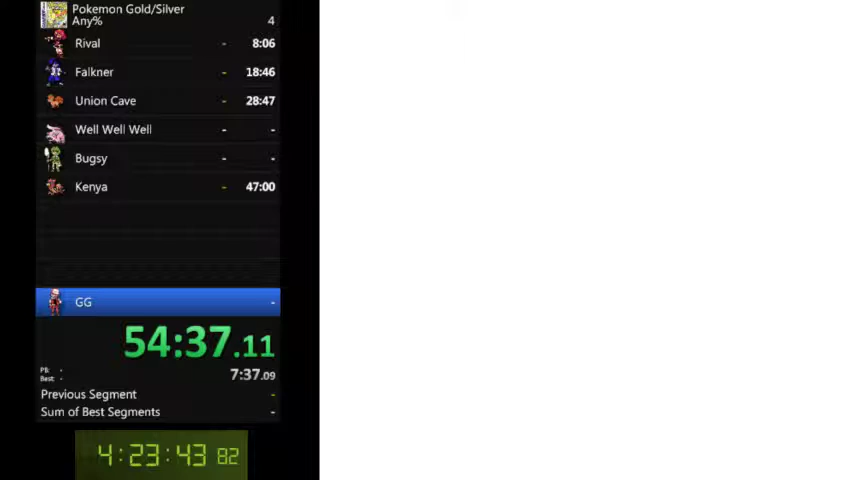 Pokemon Gold/Silver
Any% 4
Rival - 8:06
Falkner - 18:46
Union Cave - 28:47
Well Well Well - -
Bugsy - -
Kenya - 47:00
GG -
54:37.11
PB: -
Best: -
7:37.09
Previous Segment -
Sum of Best Segments -
4:23:43 82